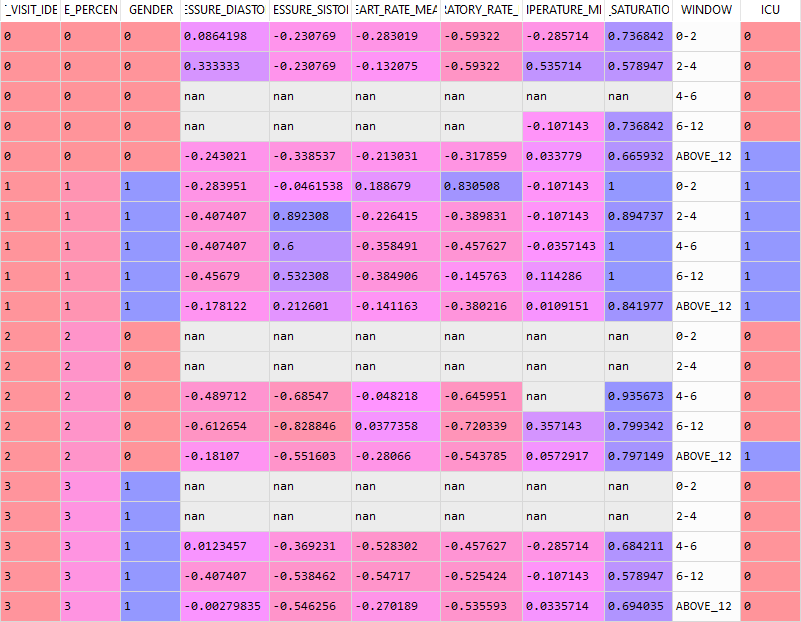 T_VISIT_IDE E_PERCEN GENDER ESSURE_DIASTO ESSURE_SISTOI EART_RATE_MEA RATORY_RATE_ IPERATURE_MI _SATURATIO WINDOW ICU
0 0 0 0.0864198 -0.230769 -0.283019 -0.59322 -0.285714 0.736842 0-2 0
0 0 0 0.333333 -0.230769 -0.132075 -0.59322 0.535714 0.578947 2-4 0
0 0 0 nan nan nan nan nan nan 4-6 0
0 0 0 nan nan nan nan -0.107143 0.736842 6-12 0
0 0 0 -0.243021 -0.338537 -0.213031 -0.317859 0.033779 0.665932 ABOVE_12 1
1 1 1 -0.283951 -0.0461538 0.188679 0.830508 -0.107143 1 0-2 1
1 1 1 -0.407407 0.892308 -0.226415 -0.389831 -0.107143 0.894737 2-4 1
1 1 1 -0.407407 0.6 -0.358491 -0.457627 -0.0357143 1 4-6 1
1 1 1 -0.45679 0.532308 -0.384906 -0.145763 0.114286 1 6-12 1
1 1 1 -0.178122 0.212601 -0.141163 -0.380216 0.0109151 0.841977 ABOVE_12 1
2 2 0 nan nan nan nan nan nan 0-2 0
2 2 0 nan nan nan nan nan nan 2-4 0
2 2 0 -0.489712 -0.68547 -0.048218 -0.645951 nan 0.935673 4-6 0
2 2 0 -0.612654 -0.828846 0.0377358 -0.720339 0.357143 0.799342 6-12 0
2 2 0 -0.18107 -0.551603 -0.28066 -0.543785 0.0572917 0.797149 ABOVE_12 1
3 3 1 nan nan nan nan nan nan 0-2 0
3 3 1 nan nan nan nan nan nan 2-4 0
3 3 1 0.0123457 -0.369231 -0.528302 -0.457627 -0.285714 0.684211 4-6 0
3 3 1 -0.407407 -0.538462 -0.54717 -0.525424 -0.107143 0.578947 6-12 0
3 3 1 -0.00279835 -0.546256 -0.270189 -0.535593 0.0335714 0.694035 ABOVE_12 0